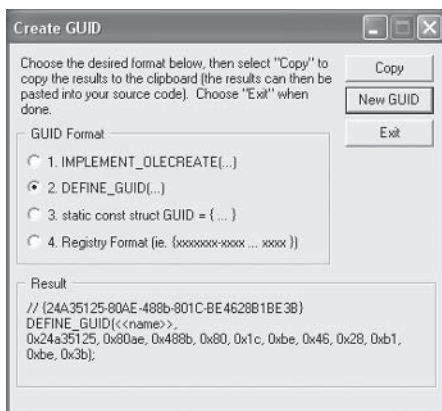 Create GUID
Choose the desired format below, then select "Copy" to
copy the results to the clipboard (the results can then be
pasted into your source code). Choose "Exit" when
done.
Copy
New GUID
Exit
GUID Format
1. IMPLEMENT_OLECREATE(...)
2. DEFINE_GUID(...)
3. static const struct GUID = { ... }
4. Registry Format (ie. {xxxxxxx-xxxx ... xxxx })
Result
// {24A35125-80AE-488b-801C-BE4628B1BE3B}
DEFINE_GUID(<<name>>,
0x24a35125, 0x80ae, 0x488b, 0x80, 0x1c, 0xbe, 0x46, 0x28, 0xb1,
0xbe, 0x3b);